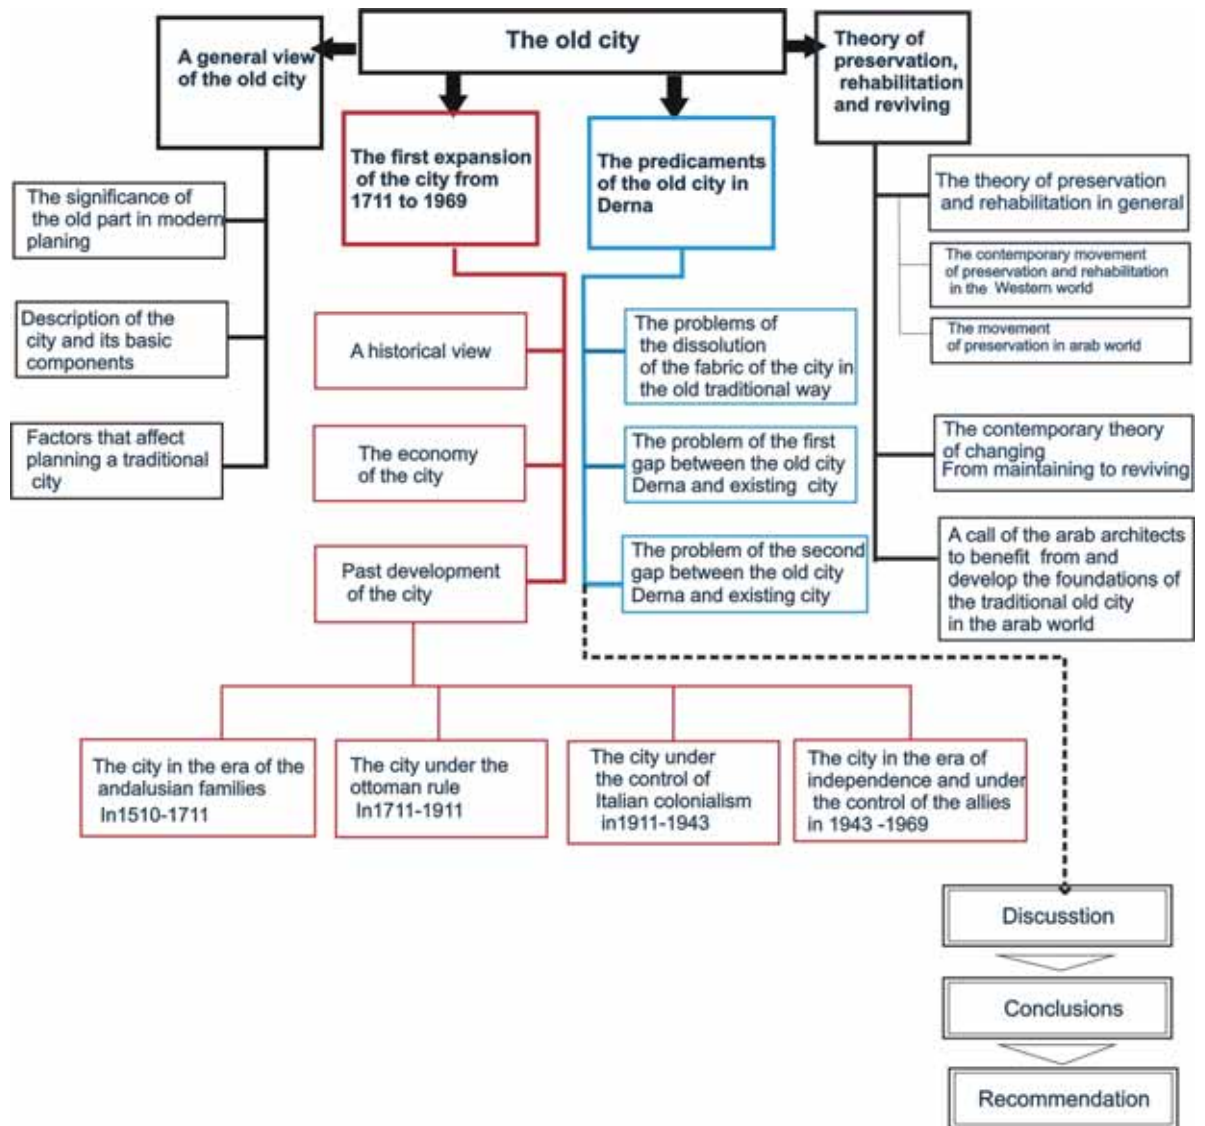 The old city
A general view
of the old city
Theory of
preservation,
rehabilitation
and reviving
The first expansion
of the city from
1711 to 1969
The predicaments
of the old city in
Derna
The significance of
the old part in modern
planing
Description of the
city and its basic
components
Factors that affect
planning a traditional
city
A historical view
The economy
of the city
Past development
of the city
The problems of
the dissolution
of the fabric of the city in
the old traditional way
The problem of the first
gap between the old city
Derna and existing city
The problem of the second
gap between the old city
Derna and existing city
The theory of preservation
and rehabilitation in general
The contemporary movement
of preservation and rehabilitation
in the Western world
The movement
of preservation in arab world
The contemporary theory
of changing
From maintaining to reviving
A call of the arab architects
to benefit from and
develop the foundations of
the traditional old city
in the arab world
The city in the era of the
andalusian families
In1510-1711
The city under the
ottoman rule
In1711-1911
The city under
the control of
Italian colonialism
in1911-1943
The city in the era of
independence and under
the control of the allies
in 1943 -1969
Discusstion
Conclusions
Recommendation